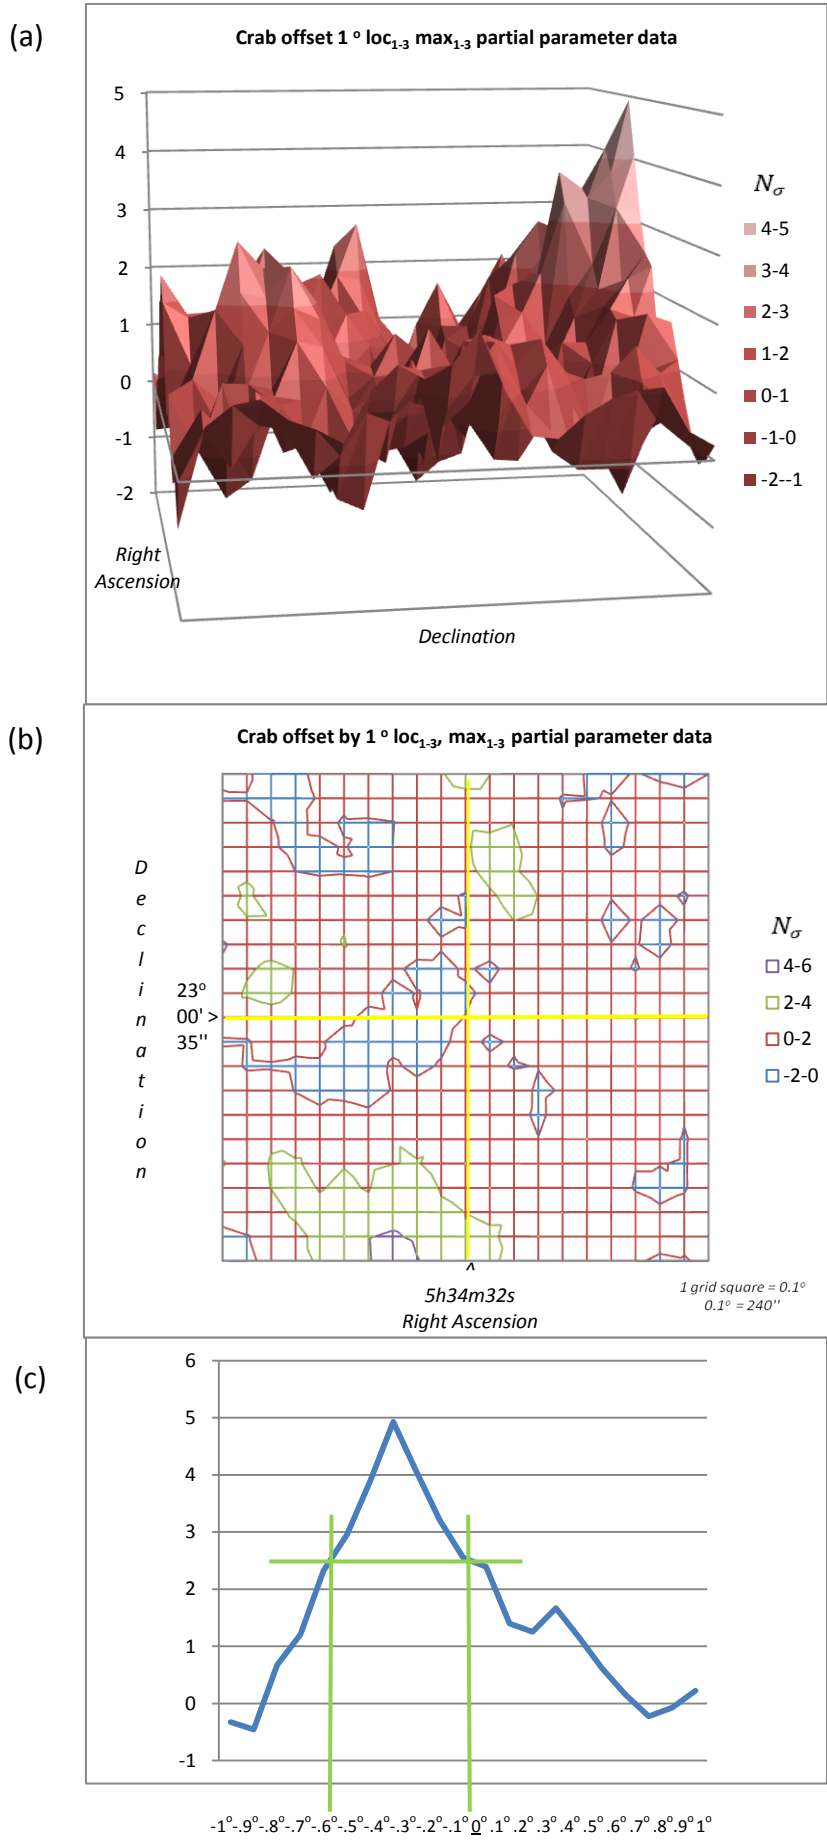 (a)
Crab offset 1 ° loc1-3 max1-3 partial parameter data
5
4
3
2
1
0
-1
-2
Nσ
4-5
3-4
2-3
1-2
0-1
-1-0
-2--1
Right
Ascension
Declination
(b)
Crab offset by 1 ° loc1-3, max1-3 partial parameter data
D
e
c
l
i
n
a
t
i
o
n
23°
00' >
35''
Nσ
4-6
2-4
0-2
-2-0
^
5h34m32s
Right Ascension
1 grid square = 0.1°
0.1° = 240''
(c)
6
5
4
3
2
1
0
-1
-1° -.9° -.8° -.7° -.6° -.5° -.4° -.3° -.2° -.1° 0° .1° .2° .3° .4° .5° .6° .7° .8° .9° 1°